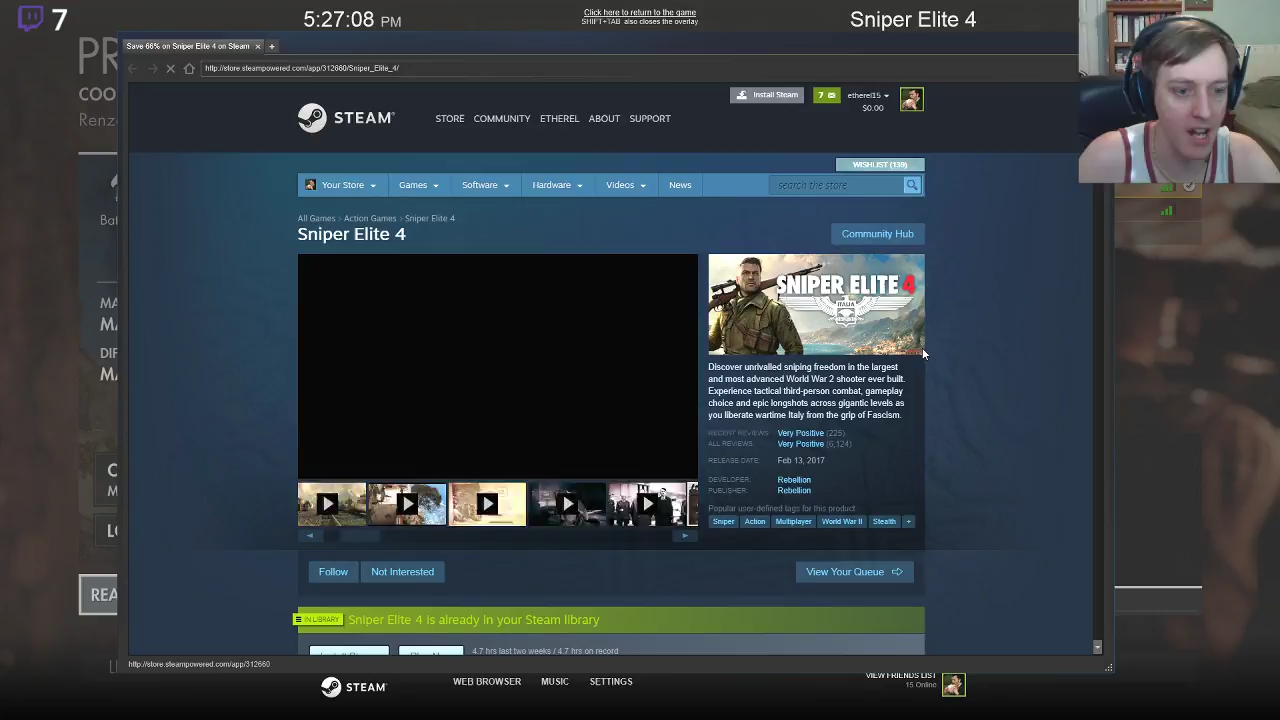 7
5:27:08 PM
Click here to return to the game
SHIFT+TAB also closes the overlay
Sniper Elite 4
Save 66% on Sniper Elite 4 on Steam
http://store.steampowered.com/app/312660/Sniper_Elite_4/
Install Steam
7
etherel15
$0.00
STEAM
STORE COMMUNITY ETHEREL ABOUT SUPPORT
WISHLIST (139)
Your Store Games Software Hardware Videos News
search the store
All Games > Action Games > Sniper Elite 4
Sniper Elite 4
Community Hub
SNIPER ELITE 4
ITALIA
Discover unrivalled sniping freedom in the largest
and most advanced World War 2 shooter ever built.
Experience tactical third-person combat, gameplay
choice and epic longshots across gigantic levels as
you liberate wartime Italy from the grip of Fascism.
RECENT REVIEWS: Very Positive (225)
ALL REVIEWS: Very Positive (6,124)
RELEASE DATE: Feb 13, 2017
DEVELOPER: Rebellion
PUBLISHER: Rebellion
Popular user-defined tags for this product
Sniper Action Multiplayer World War II Stealth +
Follow Not Interested View Your Queue
IN LIBRARY Sniper Elite 4 is already in your Steam library
4.7 hrs last two weeks / 4.7 hrs on record
http://store.steampowered.com/app/312660
STEAM
WEB BROWSER MUSIC SETTINGS
VIEW FRIENDS LIST
15 Online